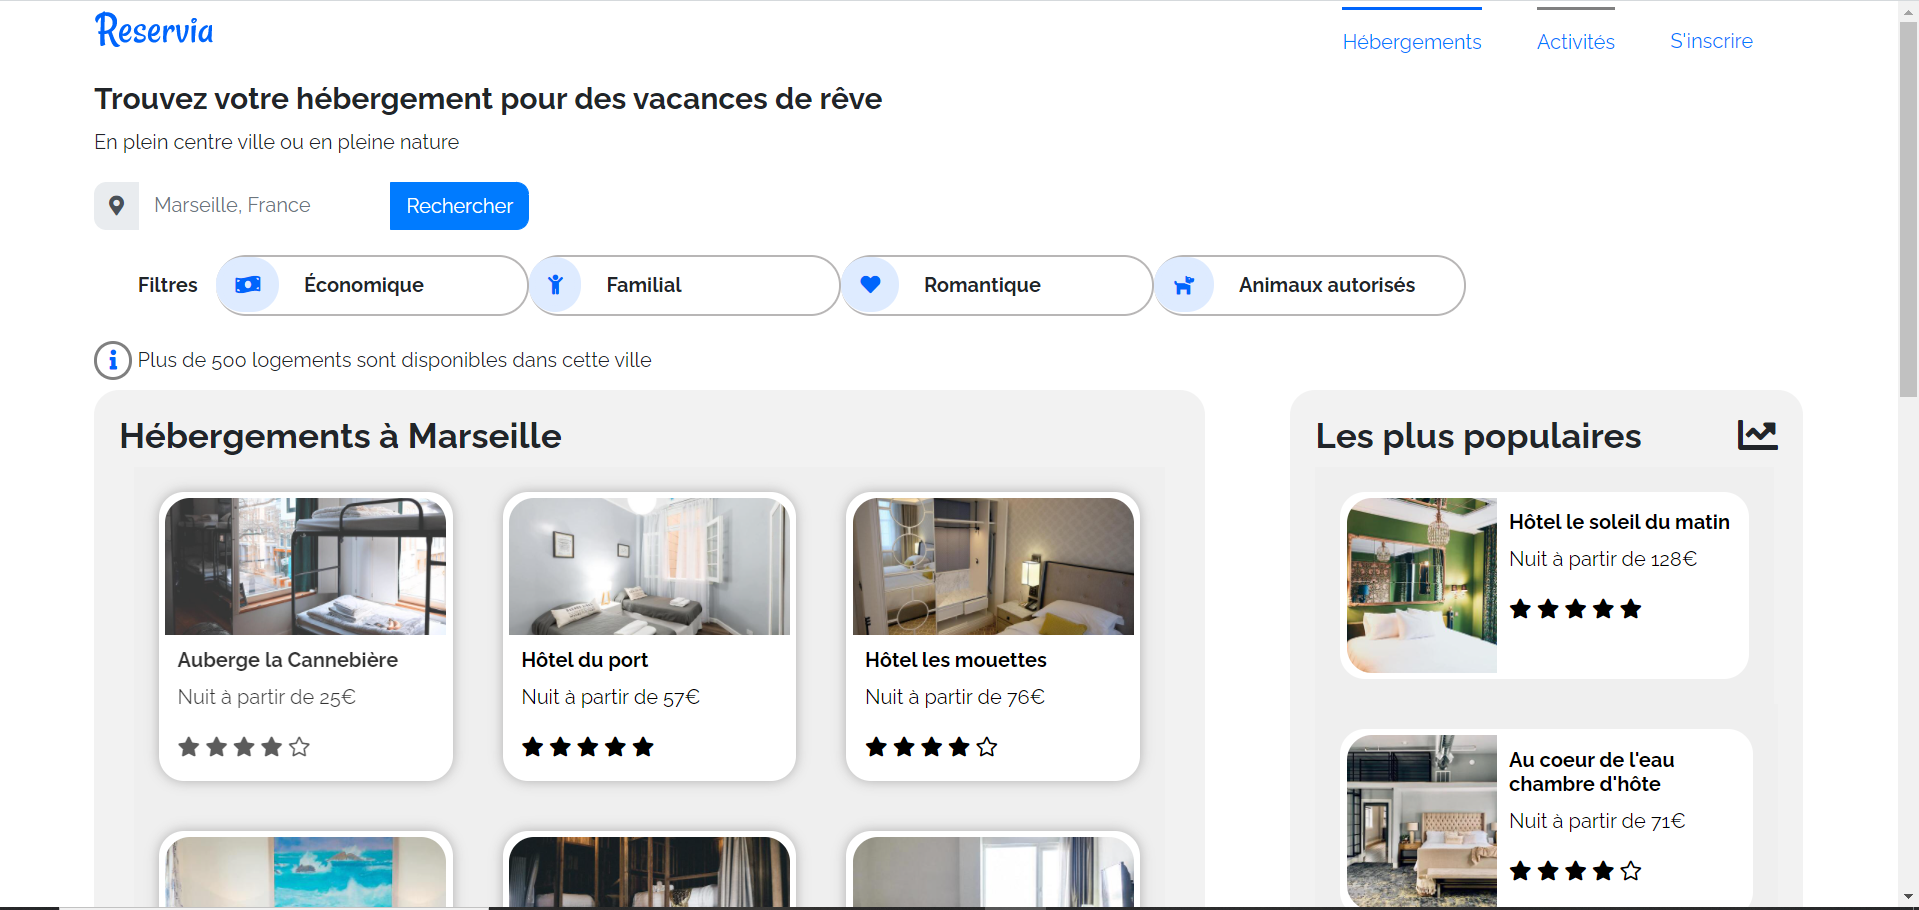 Reservia
Hébergements
Activités
S'inscrire
Trouvez votre hébergement pour des vacances de rêve
En plein centre ville ou en pleine nature
Marseille, France
Rechercher
Filtres
Économique
Familial
Romantique
Animaux autorisés
Plus de 500 logements sont disponibles dans cette ville
Hébergements à Marseille
Auberge la Cannebière
Nuit à partir de 25€
Hôtel du port
Nuit à partir de 57€
Hôtel les mouettes
Nuit à partir de 76€
Les plus populaires
Hôtel le soleil du matin
Nuit à partir de 128€
Au coeur de l'eau
chambre d'hôte
Nuit à partir de 71€